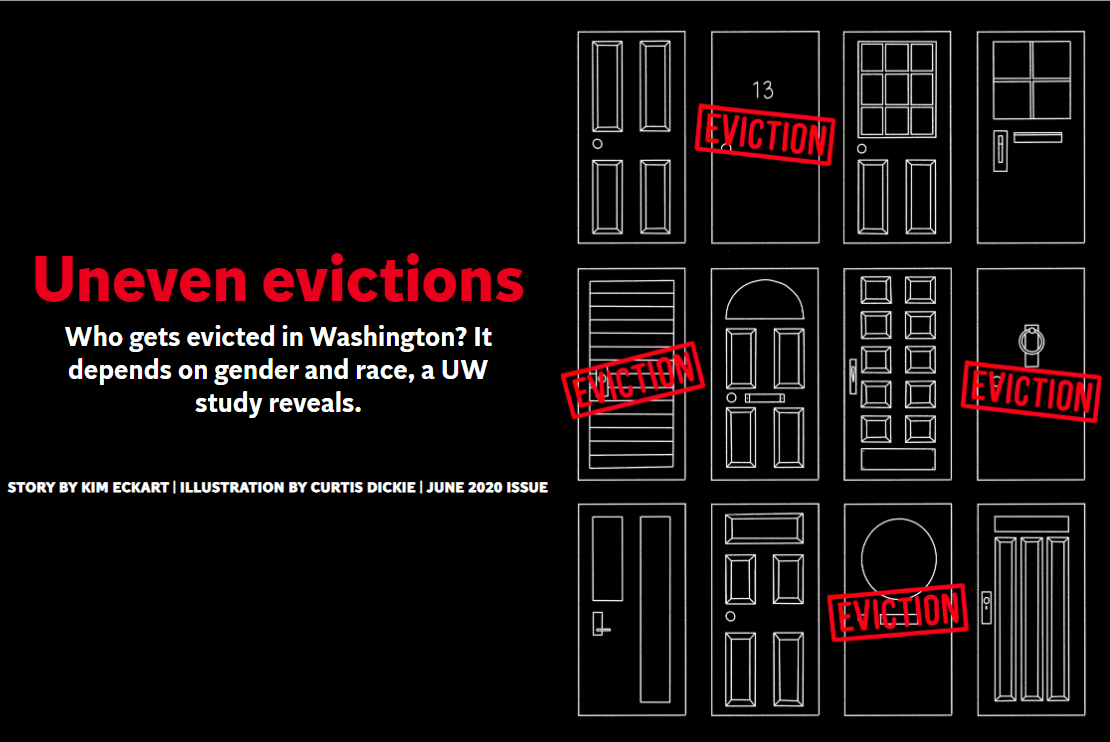 Uneven evictions
Who gets evicted in Washington? It
depends on gender and race, a UW
study reveals.
STORY BY KIM ECKART | ILLUSTRATION BY CURTIS DICKIE | JUNE 2020 ISSUE
13
EVICTION
EVICTION
EVICTION
EVICTION